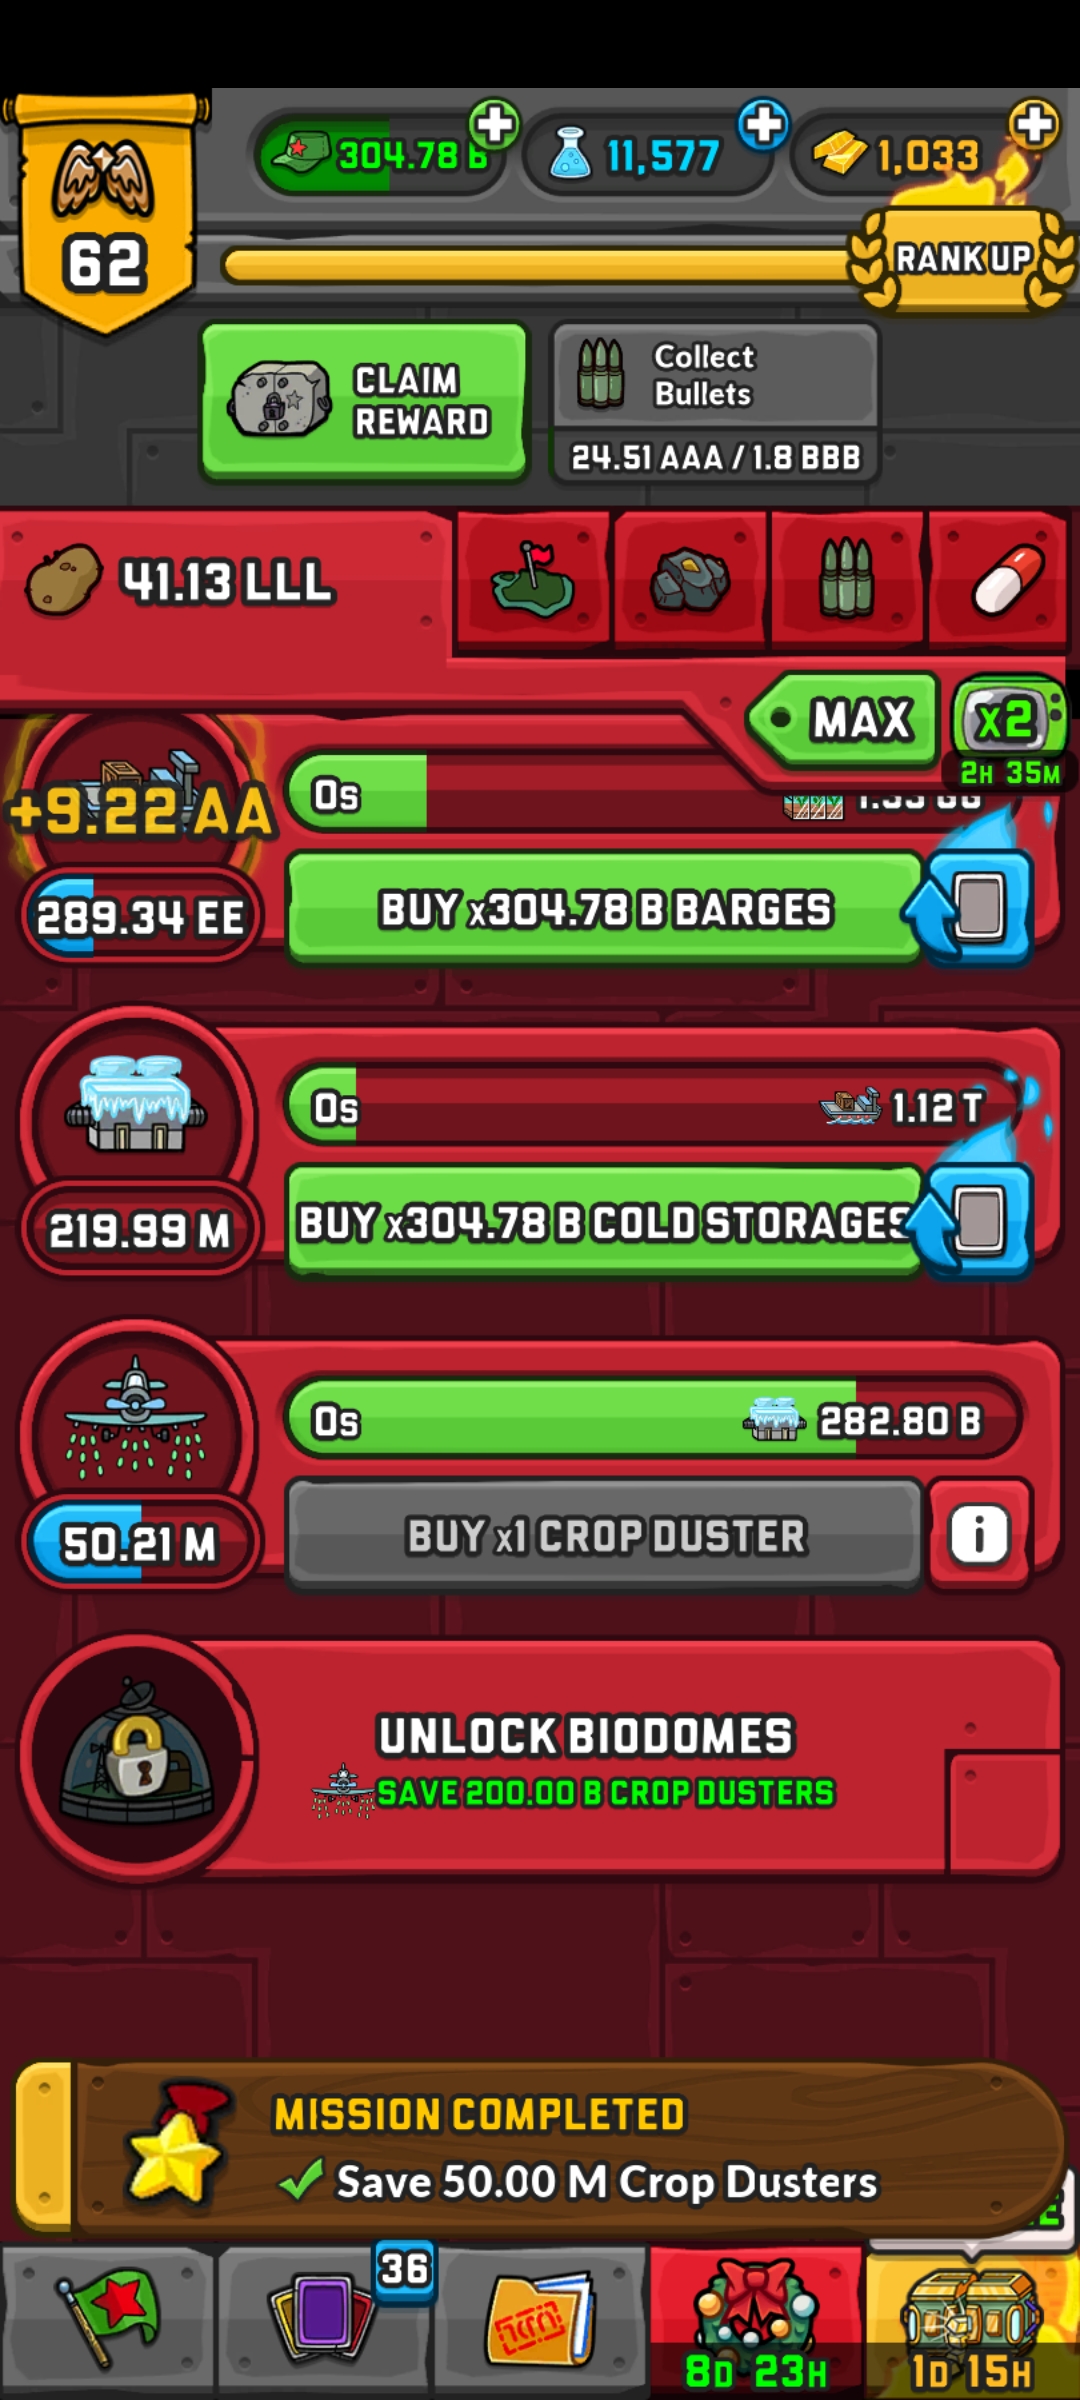 62
304.78 B
11,577
1,033
RANK UP
CLAIM
REWARD
Collect
Bullets
24.51 AAA / 1.8 BBB
41.13 LLL
MAX
x2
2H 35M
+9.22 AA
0s
289.34 EE
BUY x304.78 B BARGES
0s
1.12 T
219.99 M
BUY x304.78 B COLD STORAGES
0s
282.80 B
50.21 M
BUY x1 CROP DUSTER
i
UNLOCK BIODOMES
SAVE 200.00 B CROP DUSTERS
MISSION COMPLETED
Save 50.00 M Crop Dusters
36
8D 23H
1D 15H